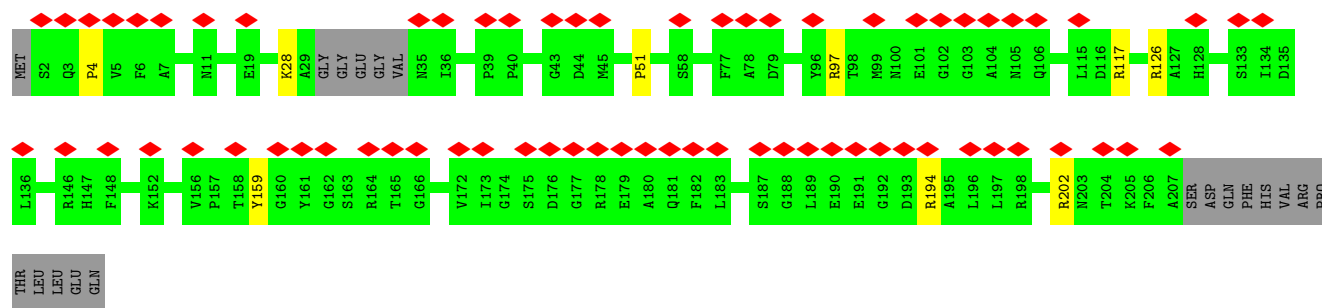 MET S2 Q3 P4 V5 F6 A7 N11 E19 K28 A29 GLY GLY GLU GLY VAL N35 I36 P39 P40 G43 D44 M45 P51 S58 F77 A78 D79 Y96 R97 T98 M99 N100 E101 G102 G103 A104 N105 Q106 L115 D116 R117 R126 A127 H128 S133 I134 D135
L136 R146 H147 F148 K152 V156 P157 T158 Y159 G160 Y161 G162 S163 R164 T165 G166 V172 I173 G174 S175 D176 G177 R178 E179 A180 Q181 F182 L183 S187 G188 L189 E190 E191 G192 D193 R194 A195 L196 L197 R198 R202 N203 T204 K205 F206 A207 SER ASP GLN PHE HIS VAL ARG PRO
THR LEU LEU GLU GLN